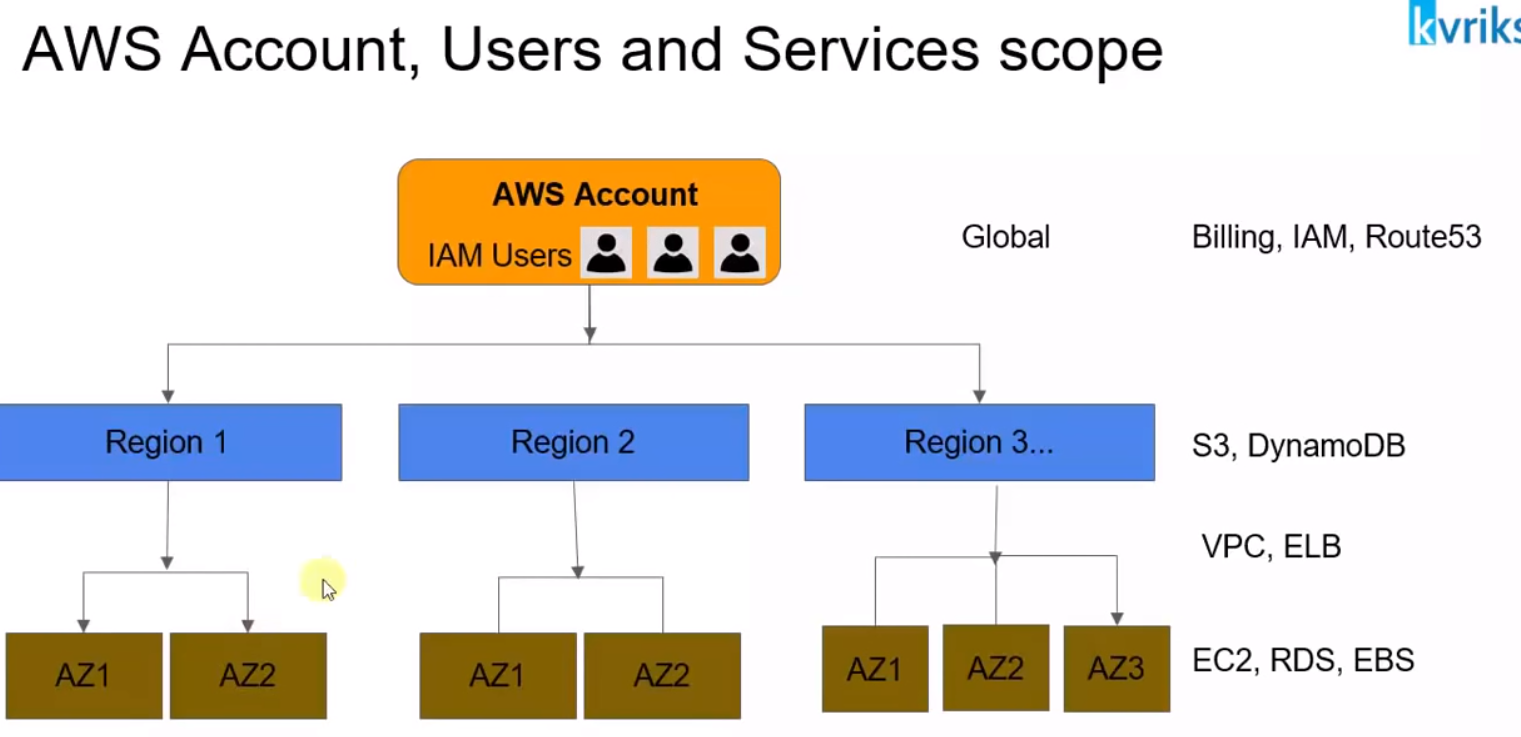 AWS Account, Users and Services scope
kvriks
AWS Account
IAM Users
Global
Billing, IAM, Route53
Region 1
Region 2
Region 3...
S3, DynamoDB
VPC, ELB
AZ1
AZ2
AZ1
AZ2
AZ1
AZ2
AZ3
EC2, RDS, EBS